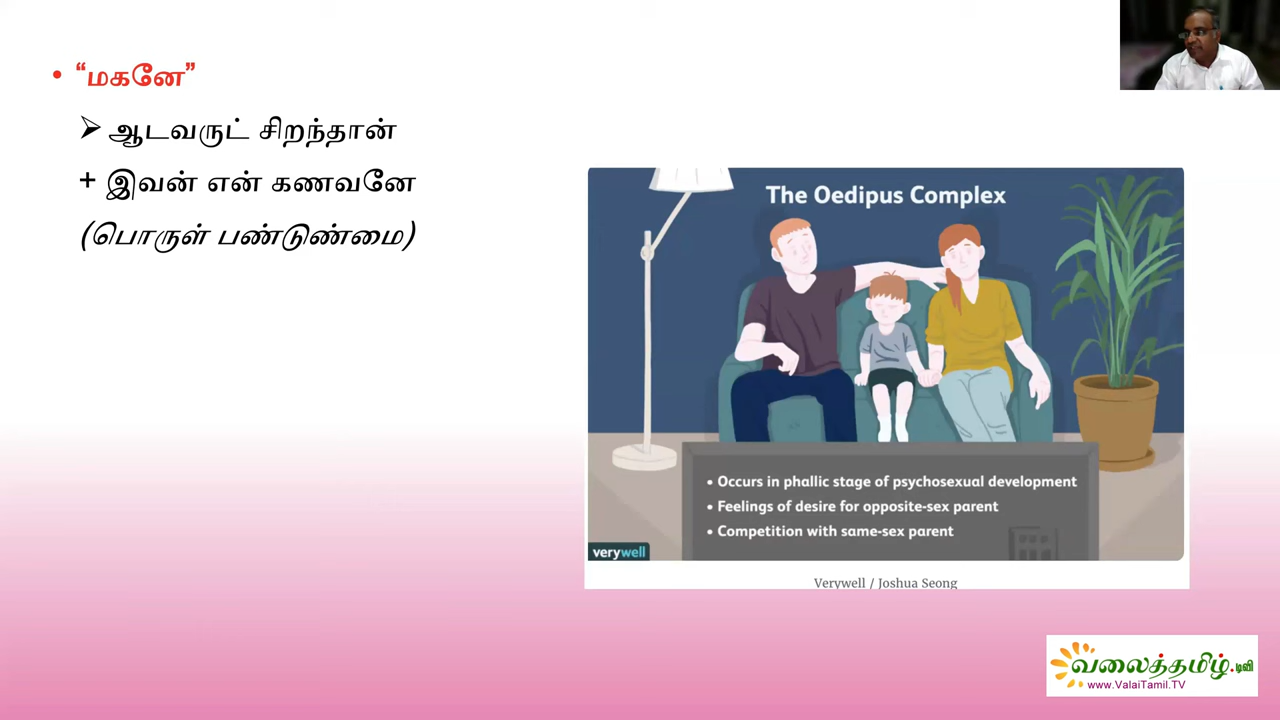 • “மகனே”
➢ ஆடவருட் சிறந்தான்
+ இவன் என் கணவனே
(பொருள் பண்டுண்மை)
The Oedipus Complex
• Occurs in phallic stage of psychosexual development
• Feelings of desire for opposite-sex parent
• Competition with same-sex parent
verywell
Verywell / Joshua Seong
வலைத்தமிழ்.டிவி
www.ValaiTamil.TV